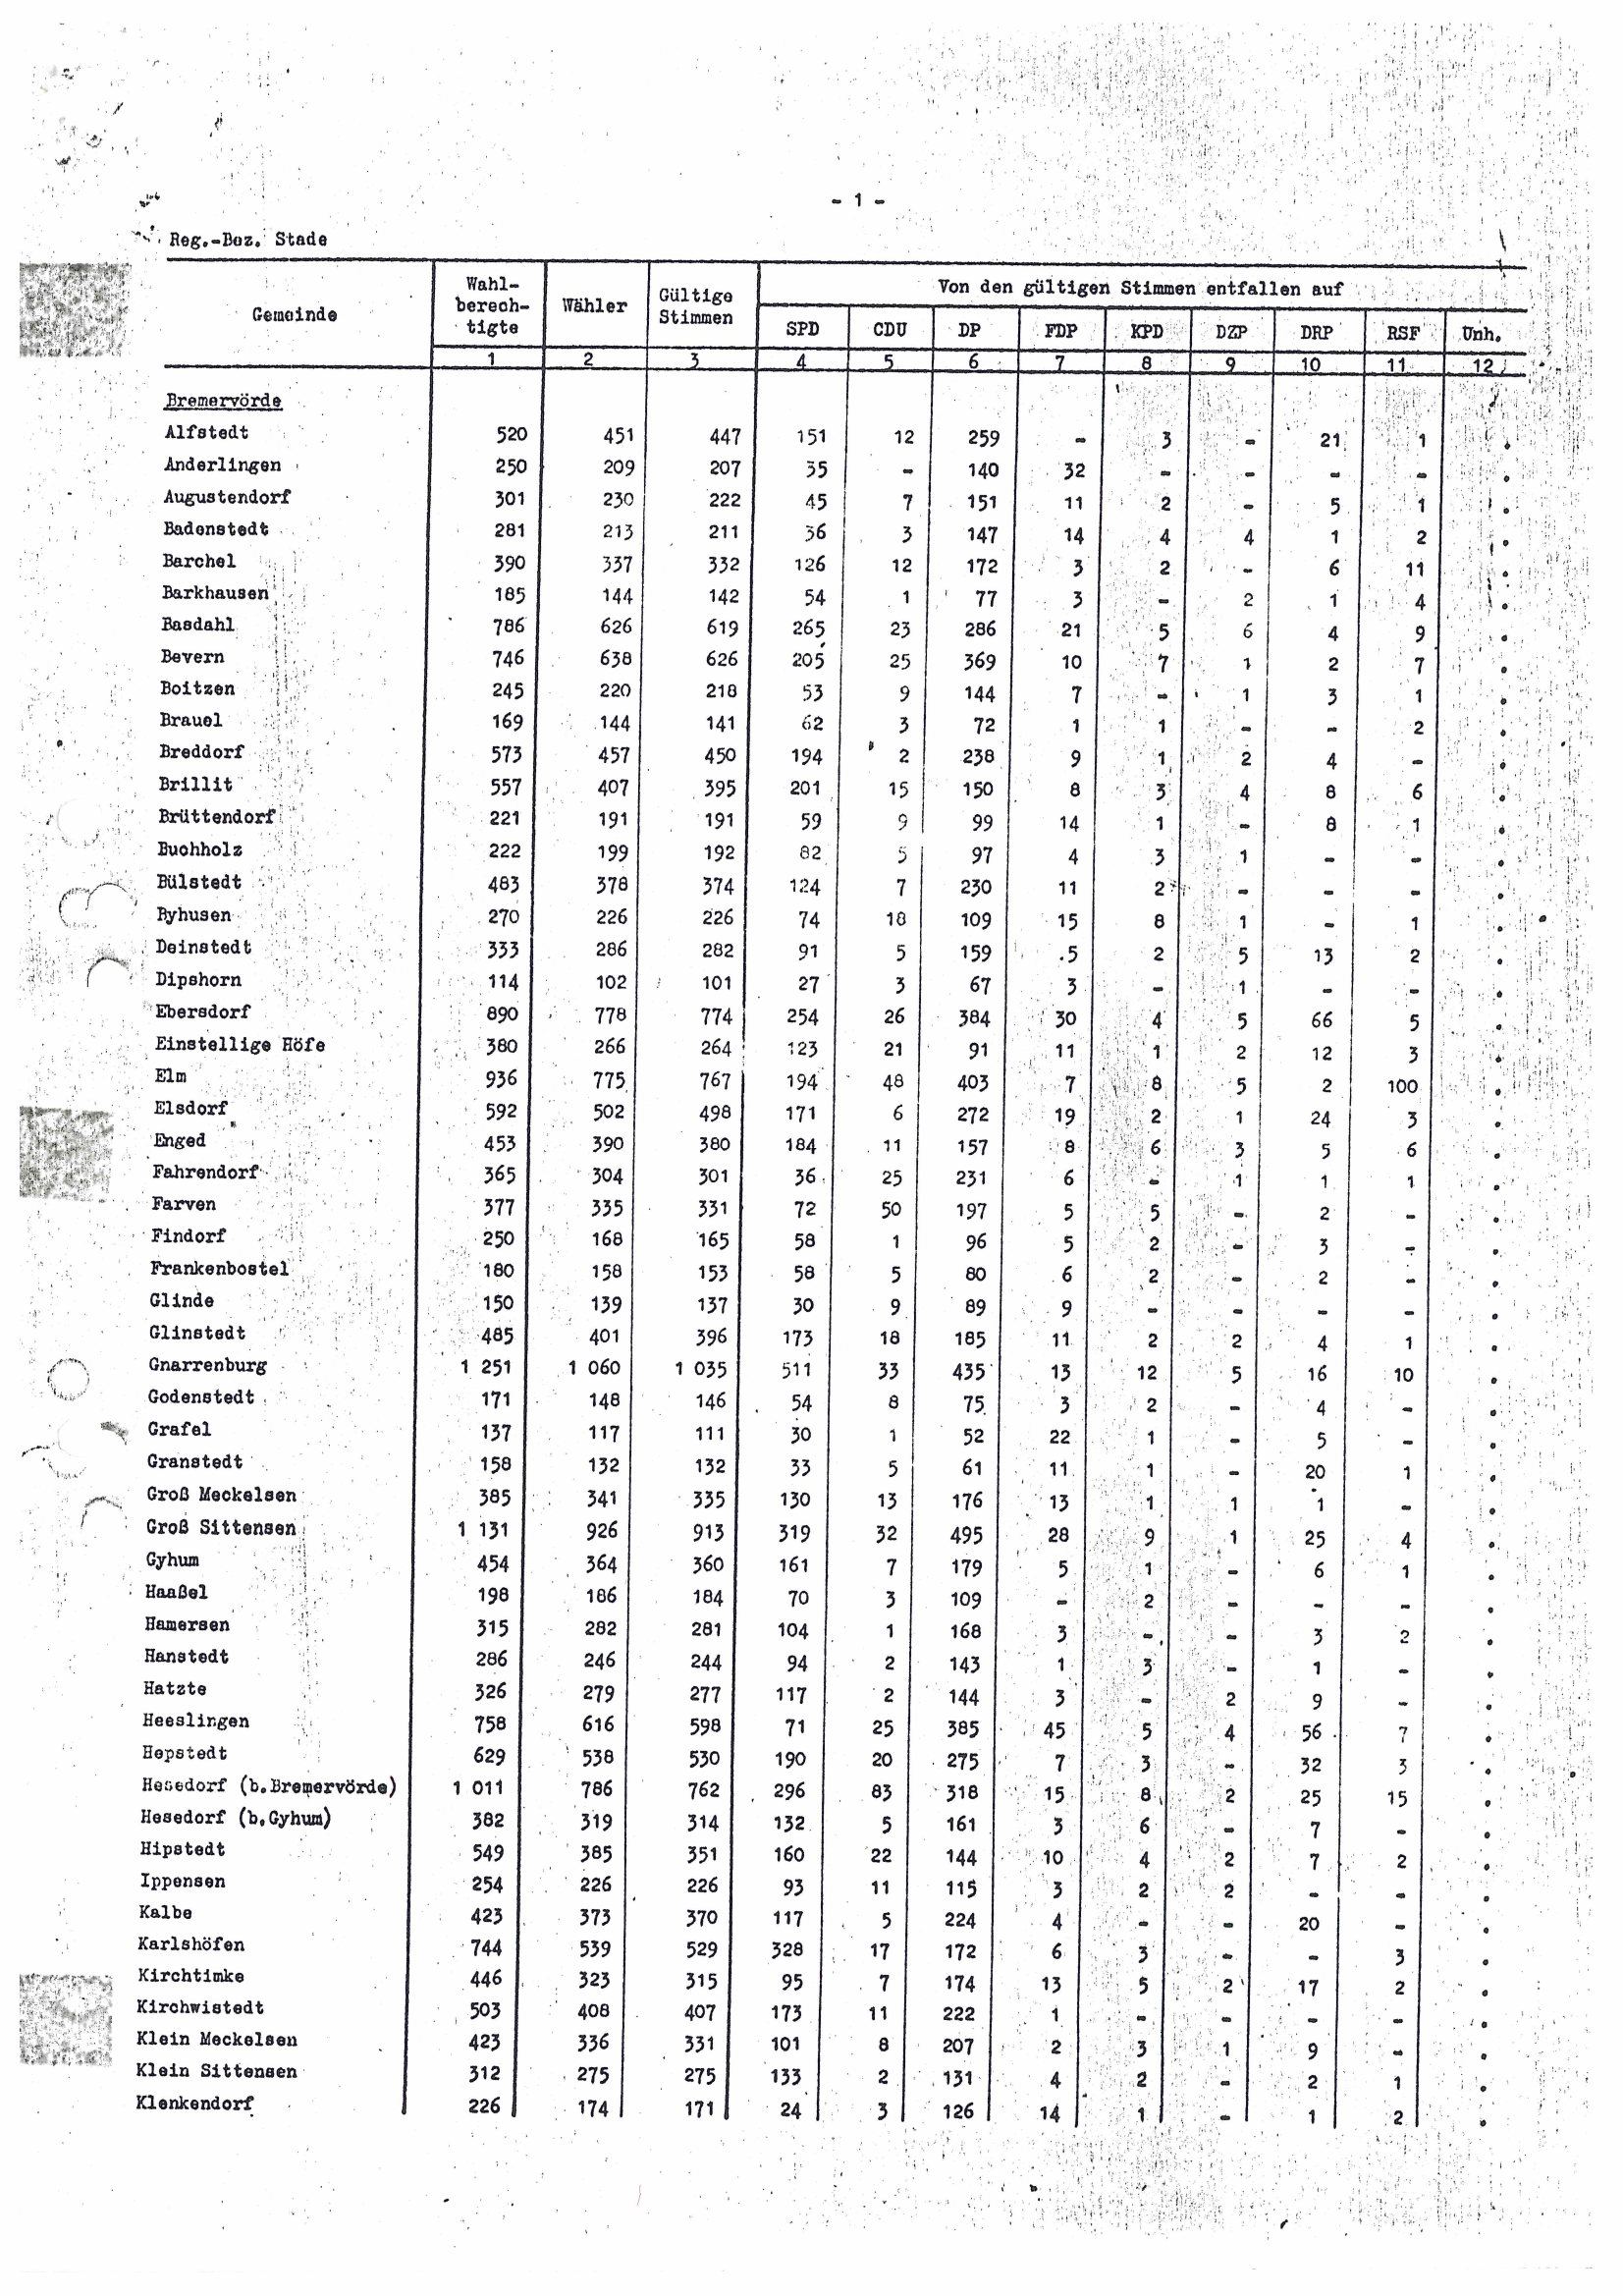 - 1 -
Reg.-Bez. Stade
Gemeinde Wahl-berech-tigte Wähler Gültige Stimmen Von den gültigen Stimmen entfallen auf
SPD CDU DP FDP KPD DZP DRP RSF Unh.
1 2 3 4 5 6 7 8 9 10 11 12
Bremervörde
Alfstedt 520 451 447 151 12 259 - 3 - 21 1 .
Anderlingen 250 209 207 35 - 140 32 - - - - .
Augustendorf 301 230 222 45 7 151 11 2 - 5 1 .
Badenstedt 281 213 211 36 3 147 14 4 4 1 2 .
Barchel 390 337 332 126 12 172 3 2 - 6 11 .
Barkhausen 185 144 142 54 1 77 3 - 2 1 4 .
Basdahl 786 626 619 265 23 286 21 5 6 4 9 .
Bevern 746 638 626 205 25 369 10 7 1 2 7 .
Boitzen 245 220 218 53 9 144 7 - 1 3 1 .
Brauel 169 144 141 62 3 72 1 1 - - 2 .
Breddorf 573 457 450 194 2 238 9 1 2 4 - .
Brillit 557 407 395 201 15 150 8 3 4 8 6 .
Brüttendorf 221 191 191 59 9 99 14 1 - 8 1 .
Buchholz 222 199 192 82 5 97 4 3 1 - - .
Bülstedt 483 378 374 124 7 230 11 2 - - - .
Byhusen 270 226 226 74 18 109 15 8 1 - 1 .
Deinstedt 333 286 282 91 5 159 5 2 5 13 2 .
Dipshorn 114 102 101 27 3 67 3 - 1 - - .
Ebersdorf 890 778 774 254 26 384 30 4 5 66 5 .
Einstellige Höfe 380 266 264 123 21 91 11 1 2 12 3 .
Elm 936 775 767 194 48 403 7 8 5 2 100 .
Elsdorf 592 502 498 171 6 272 19 2 1 24 3 .
Enged 453 390 380 184 11 157 8 6 3 5 6 .
Fahrendorf 365 304 301 36 25 231 6 - 1 1 1 .
Farven 377 335 331 72 50 197 5 5 - 2 - .
Findorf 250 168 165 58 1 96 5 2 - 3 - .
Frankenbostel 180 158 153 58 5 80 6 2 - 2 - .
Glinde 150 139 137 30 9 89 9 - - - - .
Glinstedt 485 401 396 173 18 185 11 2 2 4 1 .
Gnarrenburg 1 251 1 060 1 035 511 33 435 13 12 5 16 10 .
Godenstedt 171 148 146 54 8 75 3 2 - 4 - .
Grafel 137 117 111 30 1 52 22 1 - 5 - .
Granstedt 158 132 132 33 5 61 11 1 - 20 1 .
Groß Meckelsen 385 341 335 130 13 176 13 1 1 1 - .
Groß Sittensen 1 131 926 913 319 32 495 28 9 1 25 4 .
Gyhum 454 364 360 161 7 179 5 1 - 6 1 .
Haaßel 198 186 184 70 3 109 - 2 - - - .
Hamersen 315 282 281 104 1 168 3 - - 3 2 .
Hanstedt 286 246 244 94 2 143 1 3 - 1 - .
Hatzte 326 279 277 117 2 144 3 - 2 9 - .
Heeslingen 758 616 598 71 25 385 45 5 4 56 7 .
Hepstedt 629 538 530 190 20 275 7 3 - 32 3 .
Hesedorf (b.Bremervörde) 1 011 786 762 296 83 318 15 8 2 25 15 .
Hesedorf (b.Gyhum) 382 319 314 132 5 161 3 6 - 7 - .
Hipstedt 549 385 351 160 22 144 10 4 2 7 2 .
Ippensen 254 226 226 93 11 115 3 2 2 - - .
Kalbe 423 373 370 117 5 224 4 - - 20 - .
Karlshöfen 744 539 529 328 17 172 6 3 - - 3 .
Kirchtimke 446 323 315 95 7 174 13 5 2 17 2 .
Kirchwistedt 503 408 407 173 11 222 1 - - - - .
Klein Meckelsen 423 336 331 101 8 207 2 3 1 9 - .
Klein Sittensen 312 275 275 133 2 131 4 2 - 2 1 .
Klenkendorf 226 174 171 24 3 126 14 1 - 1 2 .